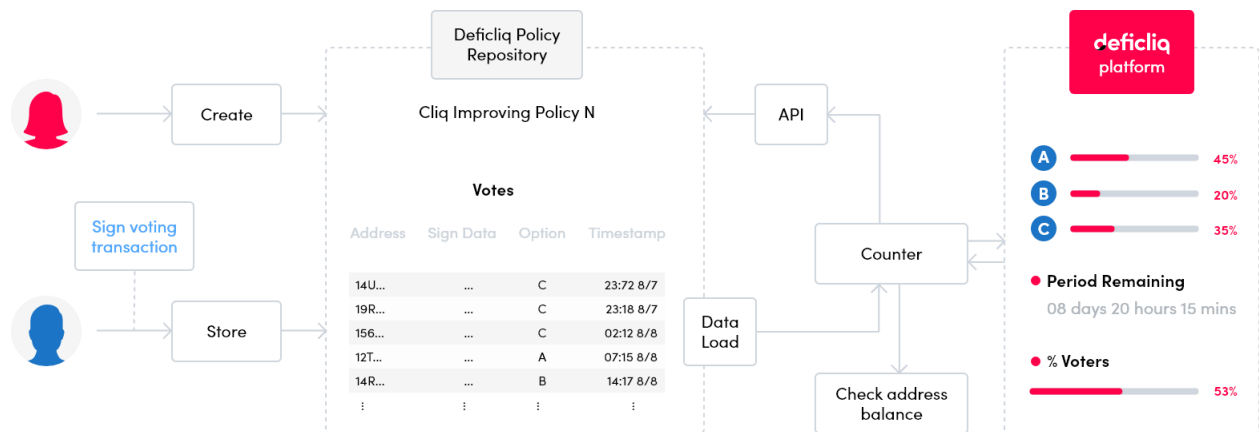 Deficliq Policy
Repository
deficliq
platform
Create
Cliq Improving Policy N
API
A 45%
B 20%
C 35%
Votes
Sign voting
transaction
Address Sign Data Option Timestamp
14U... ... C 23:72 8/7
19R... ... C 23:18 8/7
156... ... C 02:12 8/8
12T... ... A 07:15 8/8
14R... ... B 14:17 8/8
⋮ ⋮ ⋮ ⋮
Store
Data
Load
Counter
Check address
balance
Period Remaining
08 days 20 hours 15 mins
% Voters
53%